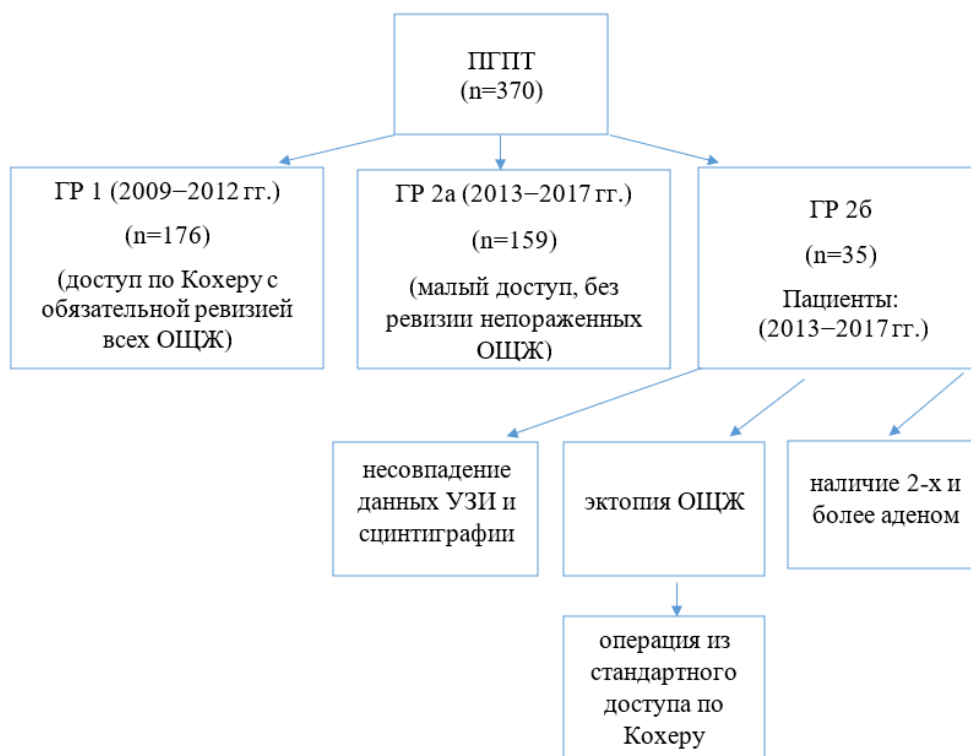 ПГПТ
(n=370)
ГР 1 (2009–2012 гг.)
(n=176)
(доступ по Кохеру с
обязательной ревизией
всех ОЩЖ)
ГР 2а (2013–2017 гг.)
(n=159)
(малый доступ, без
ревизии непораженных
ОЩЖ)
ГР 2б
(n=35)
Пациенты:
(2013–2017 гг.)
несовпадение
данных УЗИ и
сцинтиграфии
эктопия ОЩЖ
наличие 2-х и
более аденом
операция из
стандартного
доступа по
Кохеру